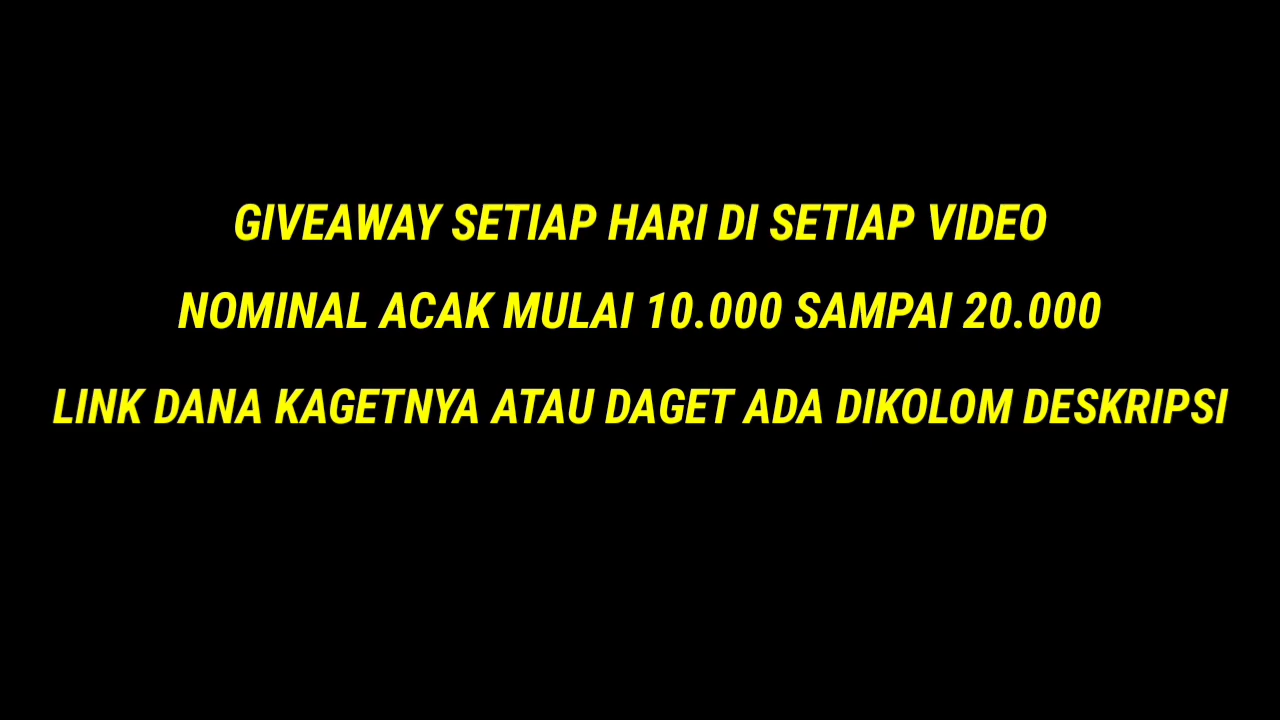 GIVEAWAY SETIAP HARI DI SETIAP VIDEO
NOMINAL ACAK MULAI 10.000 SAMPAI 20.000
LINK DANA KAGETNYA ATAU DAGET ADA DIKOLOM DESKRIPSI